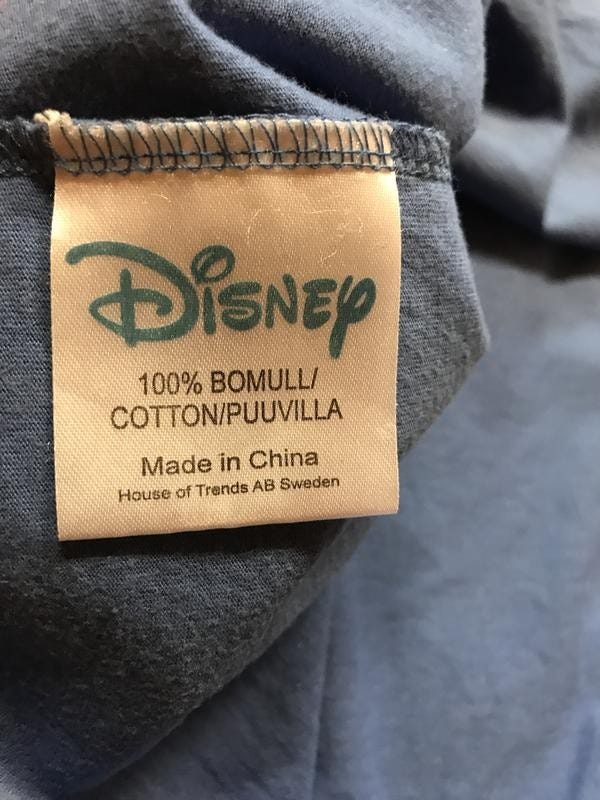 Disney
100% BOMULL/
COTTON/PUUVILLA
Made in China
House of Trends AB Sweden